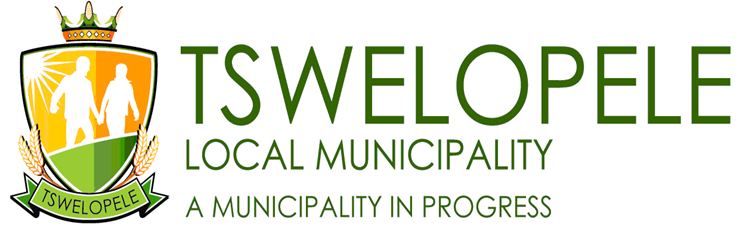 TSWELOPELE
LOCAL MUNICIPALITY
A MUNICIPALITY IN PROGRESS
TSWELOPELE